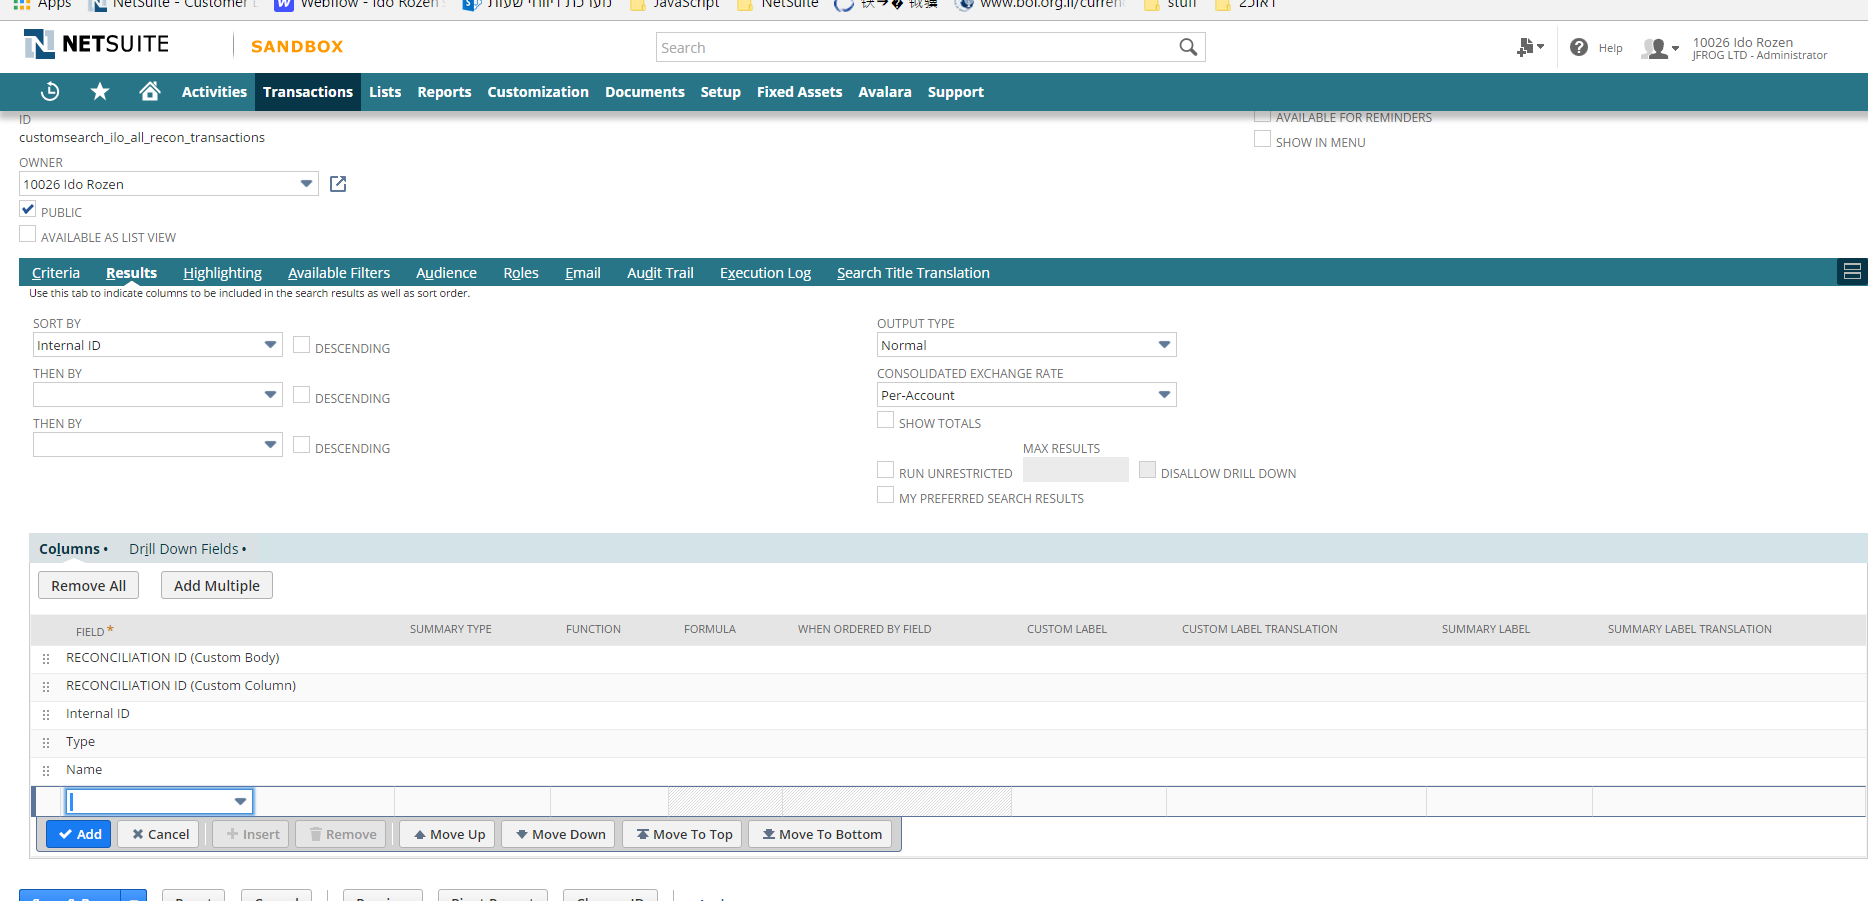 Apps NetSuite - Customer Webflow - Ido Rozen מערכת דיווחי שעות JavaScript NetSuite www.boi.org.il/curren stuff
NETSUITE SANDBOX Search Help 10026 Ido Rozen
JFROG LTD - Administrator
Activities Transactions Lists Reports Customization Documents Setup Fixed Assets Avalara Support
ID AVAILABLE FOR REMINDERS
customsearch_ilo_all_recon_transactions SHOW IN MENU
OWNER
10026 Ido Rozen
PUBLIC
AVAILABLE AS LIST VIEW
Criteria Results Highlighting Available Filters Audience Roles Email Audit Trail Execution Log Search Title Translation
Use this tab to indicate columns to be included in the search results as well as sort order.
SORT BY OUTPUT TYPE
Internal ID DESCENDING Normal
THEN BY CONSOLIDATED EXCHANGE RATE
DESCENDING Per-Account
THEN BY SHOW TOTALS
DESCENDING MAX RESULTS
RUN UNRESTRICTED DISALLOW DRILL DOWN
MY PREFERRED SEARCH RESULTS
Columns • Drill Down Fields •
Remove All Add Multiple
FIELD * SUMMARY TYPE FUNCTION FORMULA WHEN ORDERED BY FIELD CUSTOM LABEL CUSTOM LABEL TRANSLATION SUMMARY LABEL SUMMARY LABEL TRANSLATION
RECONCILIATION ID (Custom Body)
RECONCILIATION ID (Custom Column)
Internal ID
Type
Name
Add Cancel Insert Remove Move Up Move Down Move To Top Move To Bottom